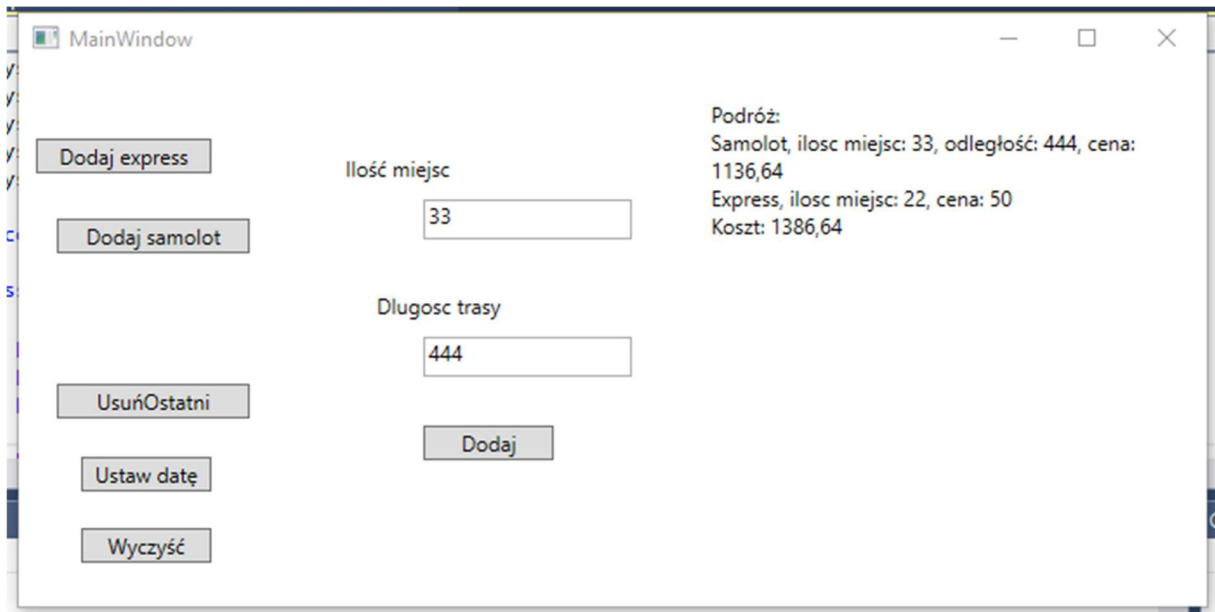 MainWindow
Dodaj express
Dodaj samolot
UsuńOstatni
Ustaw datę
Wyczyść
Ilość miejsc
33
Dlugosc trasy
444
Dodaj
Podróż:
Samolot, ilosc miejsc: 33, odległość: 444, cena:
1136,64
Express, ilosc miejsc: 22, cena: 50
Koszt: 1386,64